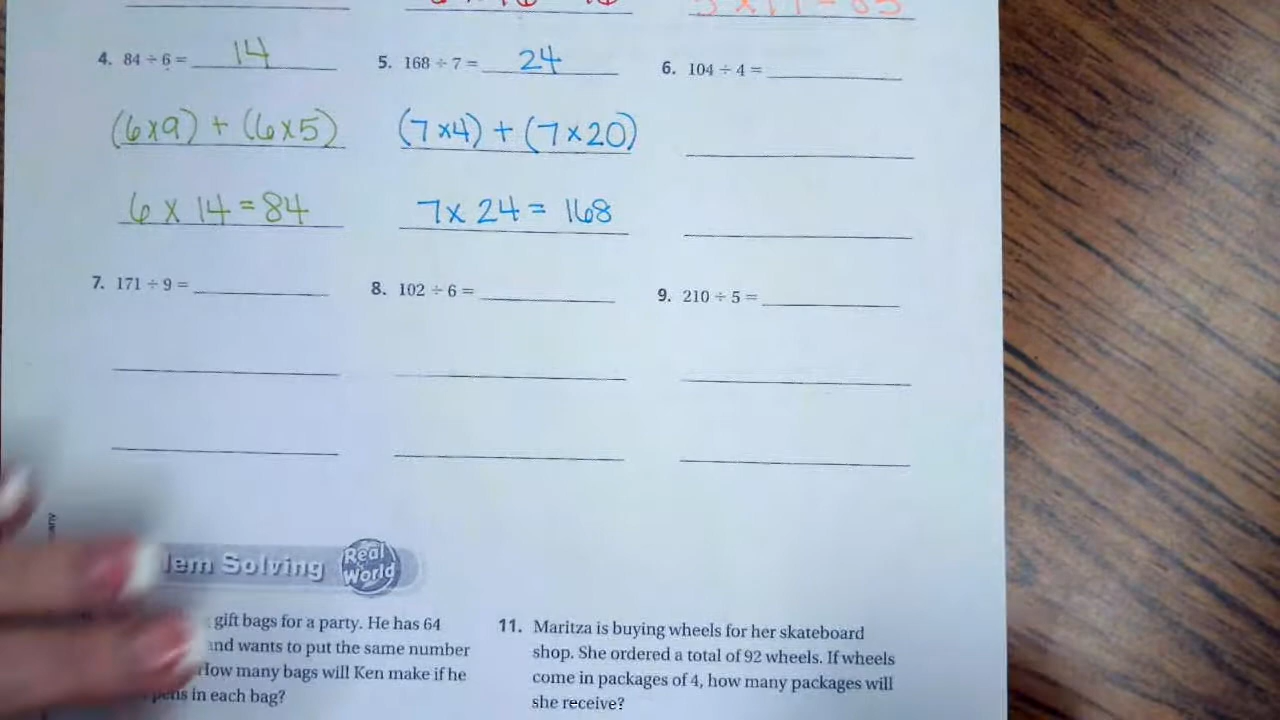 4. 84 ÷ 6 = 14
5. 168 ÷ 7 = 24
6. 104 ÷ 4 =
(6x9) + (6x5)
(7x4) + (7x20)
6 x 14 = 84
7x 24 = 168
7. 171 ÷ 9 =
8. 102 ÷ 6 =
9. 210 ÷ 5 =
lem Solving
Real
World
gift bags for a party. He has 64
and wants to put the same number
How many bags will Ken make if he
pens in each bag?
11. Maritza is buying wheels for her skateboard
shop. She ordered a total of 92 wheels. If wheels
come in packages of 4, how many packages will
she receive?